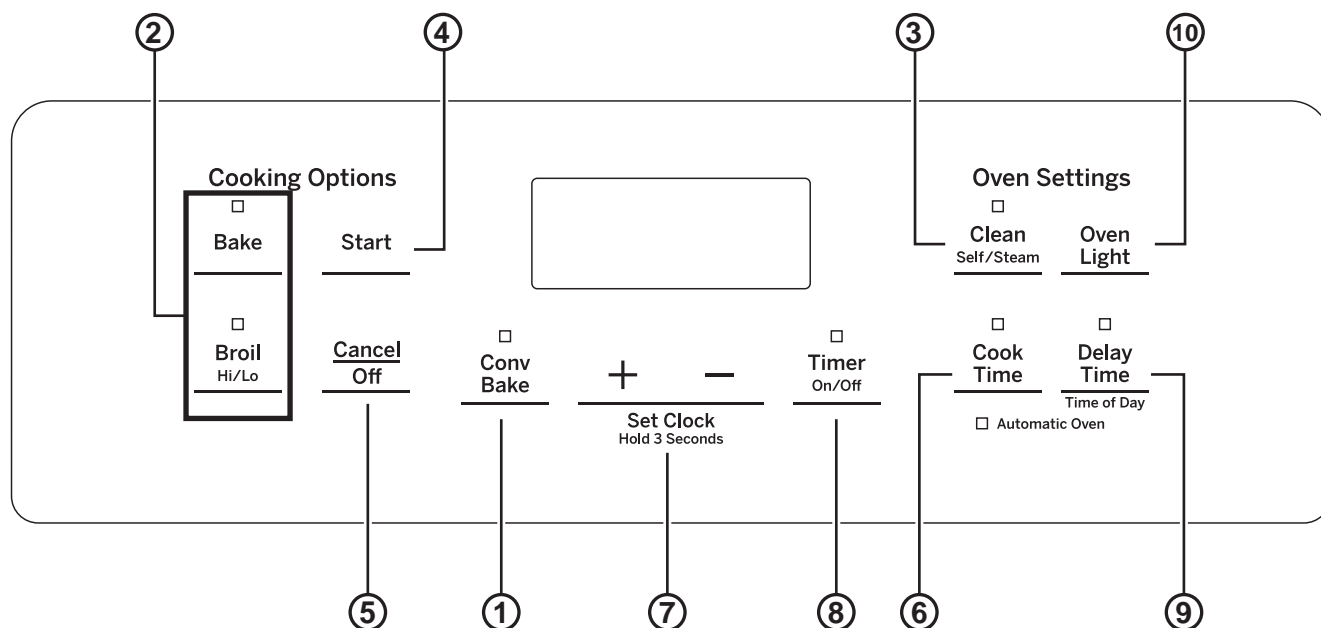 2
4
3
10
Cooking Options
Oven Settings
Bake
Start
Clean
Self/Steam
Oven
Light
Broil
Hi/Lo
Cancel
Off
Conv
Bake
+ −
Set Clock
Hold 3 Seconds
Timer
On/Off
Cook
Time
Delay
Time
Time of Day
Automatic Oven
5
1
7
8
6
9